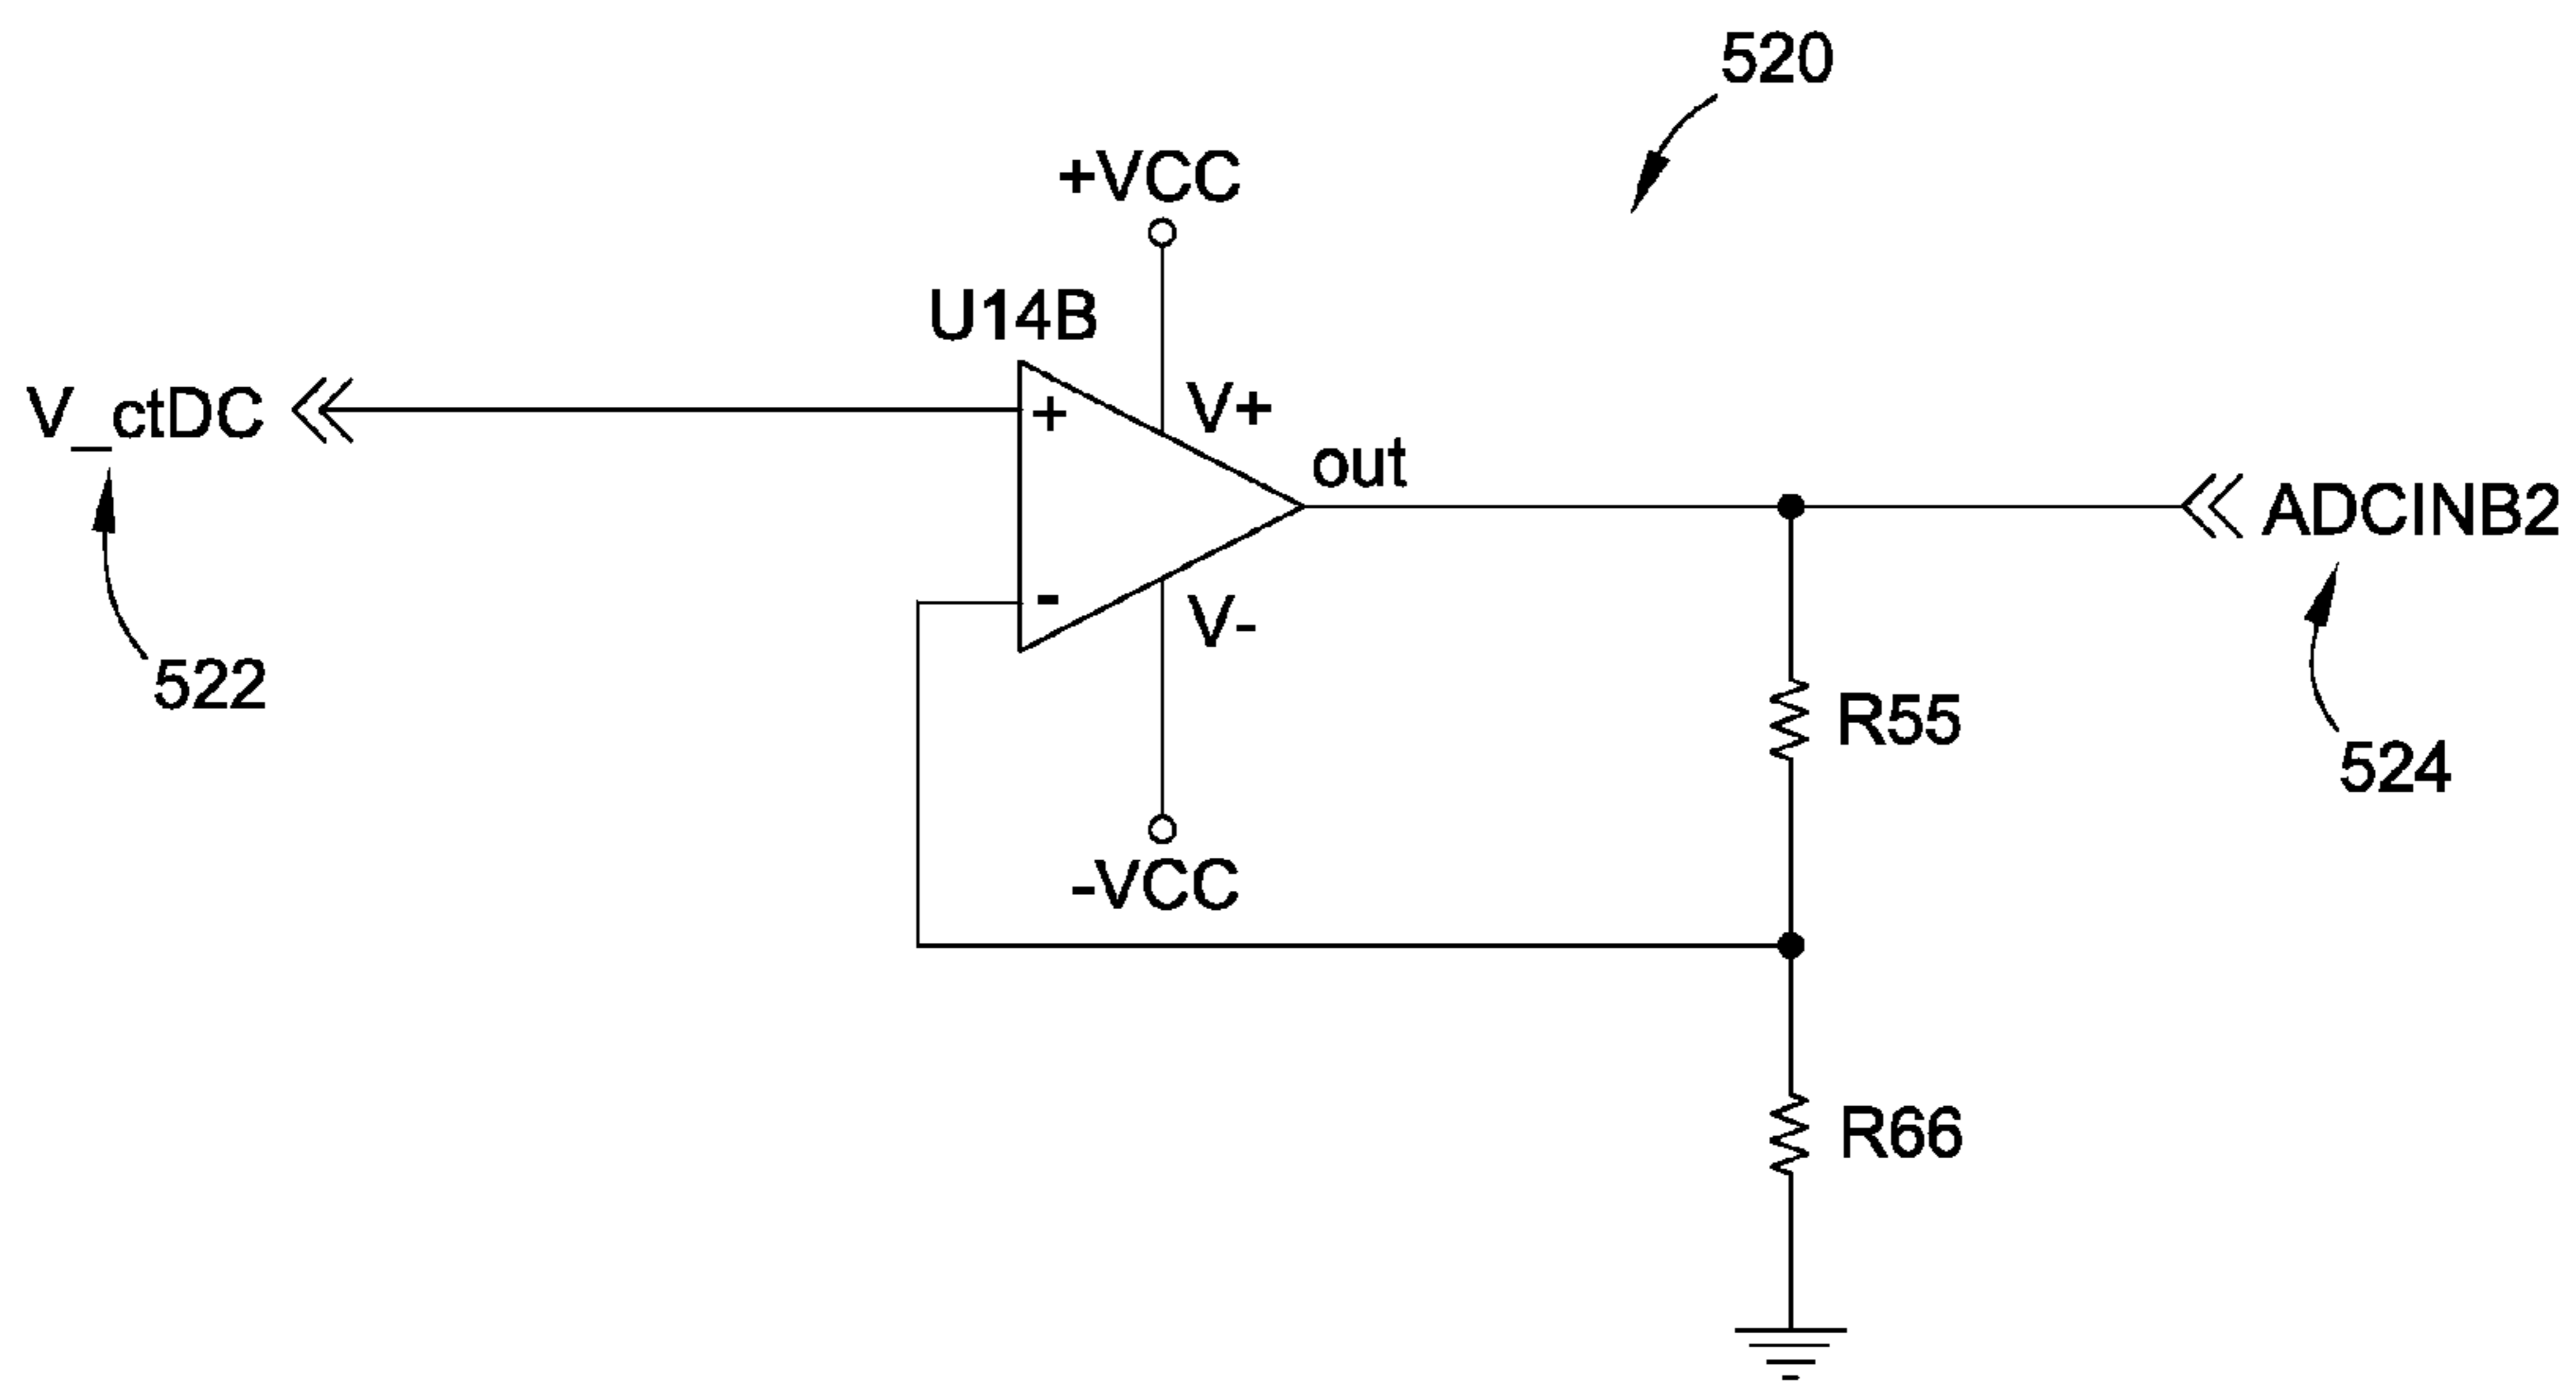 520
+VCC
U14B
V_ctDC
+
V+
out
ADCINB2
-
V-
522
R55
524
-VCC
R66